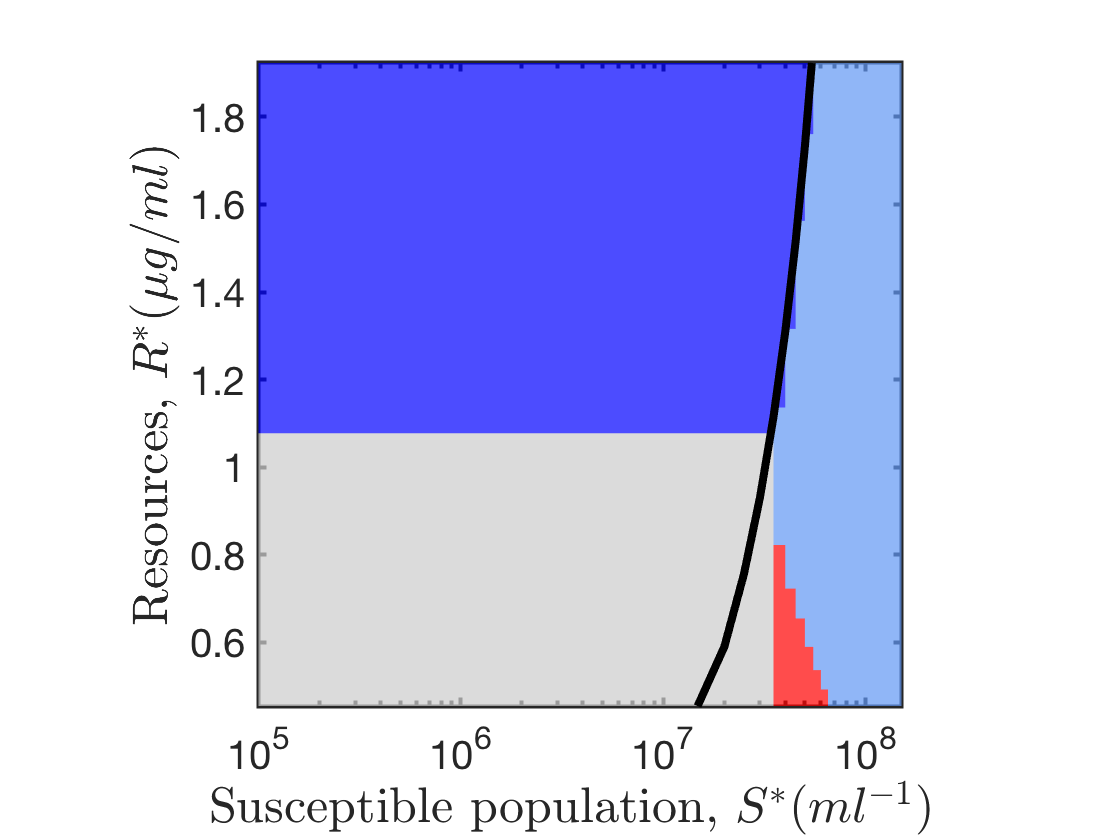 1.8
1.6
1.4
1.2
1
0.8
0.6
Resources, R*(μg/ml)
10^5 10^6 10^7 10^8
Susceptible population, S*(ml^{-1})